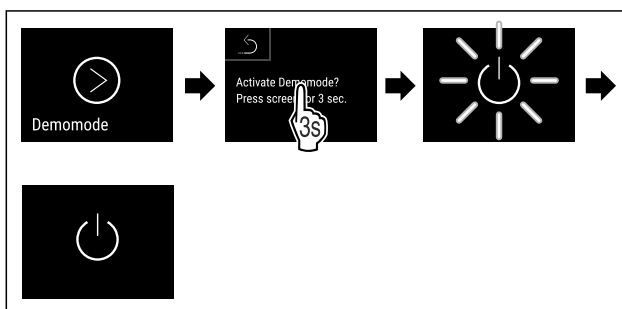 Demomode
Activate Demomode?
Press screen for 3 sec.
3s